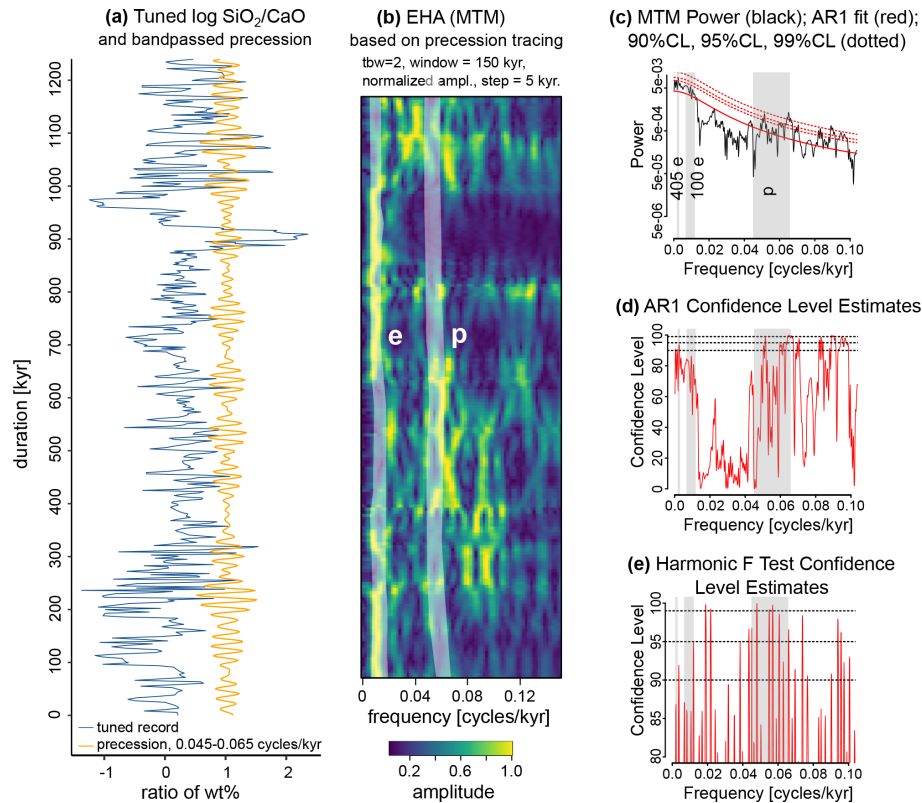 (a) Tuned log SiO₂/CaO
and bandpassed precession
duration [kyr]
0
100
200
300
400
500
600
700
800
900
1000
1100
1200
tuned record
precession, 0.045-0.065 cycles/kyr
-1
0
1
2
ratio of wt%
(b) EHA (MTM)
based on precession tracing
tbw=2, window = 150 kyr,
normalized ampl., step = 5 kyr.
e
p
0.00
0.04
0.08
0.12
frequency [cycles/kyr]
0.2
0.6
1.0
amplitude
(c) MTM Power (black); AR1 fit (red);
90%CL, 95%CL, 99%CL (dotted)
Power
5e-06
5e-05
5e-04
5e-03
405 e
100 e
p
0.00
0.02
0.04
0.06
0.08
0.10
Frequency [cycles/kyr]
(d) AR1 Confidence Level Estimates
Confidence Level
0
20
40
60
80
100
0.00
0.02
0.04
0.06
0.08
0.10
Frequency [cycles/kyr]
(e) Harmonic F Test Confidence
Level Estimates
Confidence Level
80
85
90
95
100
0.00
0.02
0.04
0.06
0.08
0.10
Frequency [cycles/kyr]